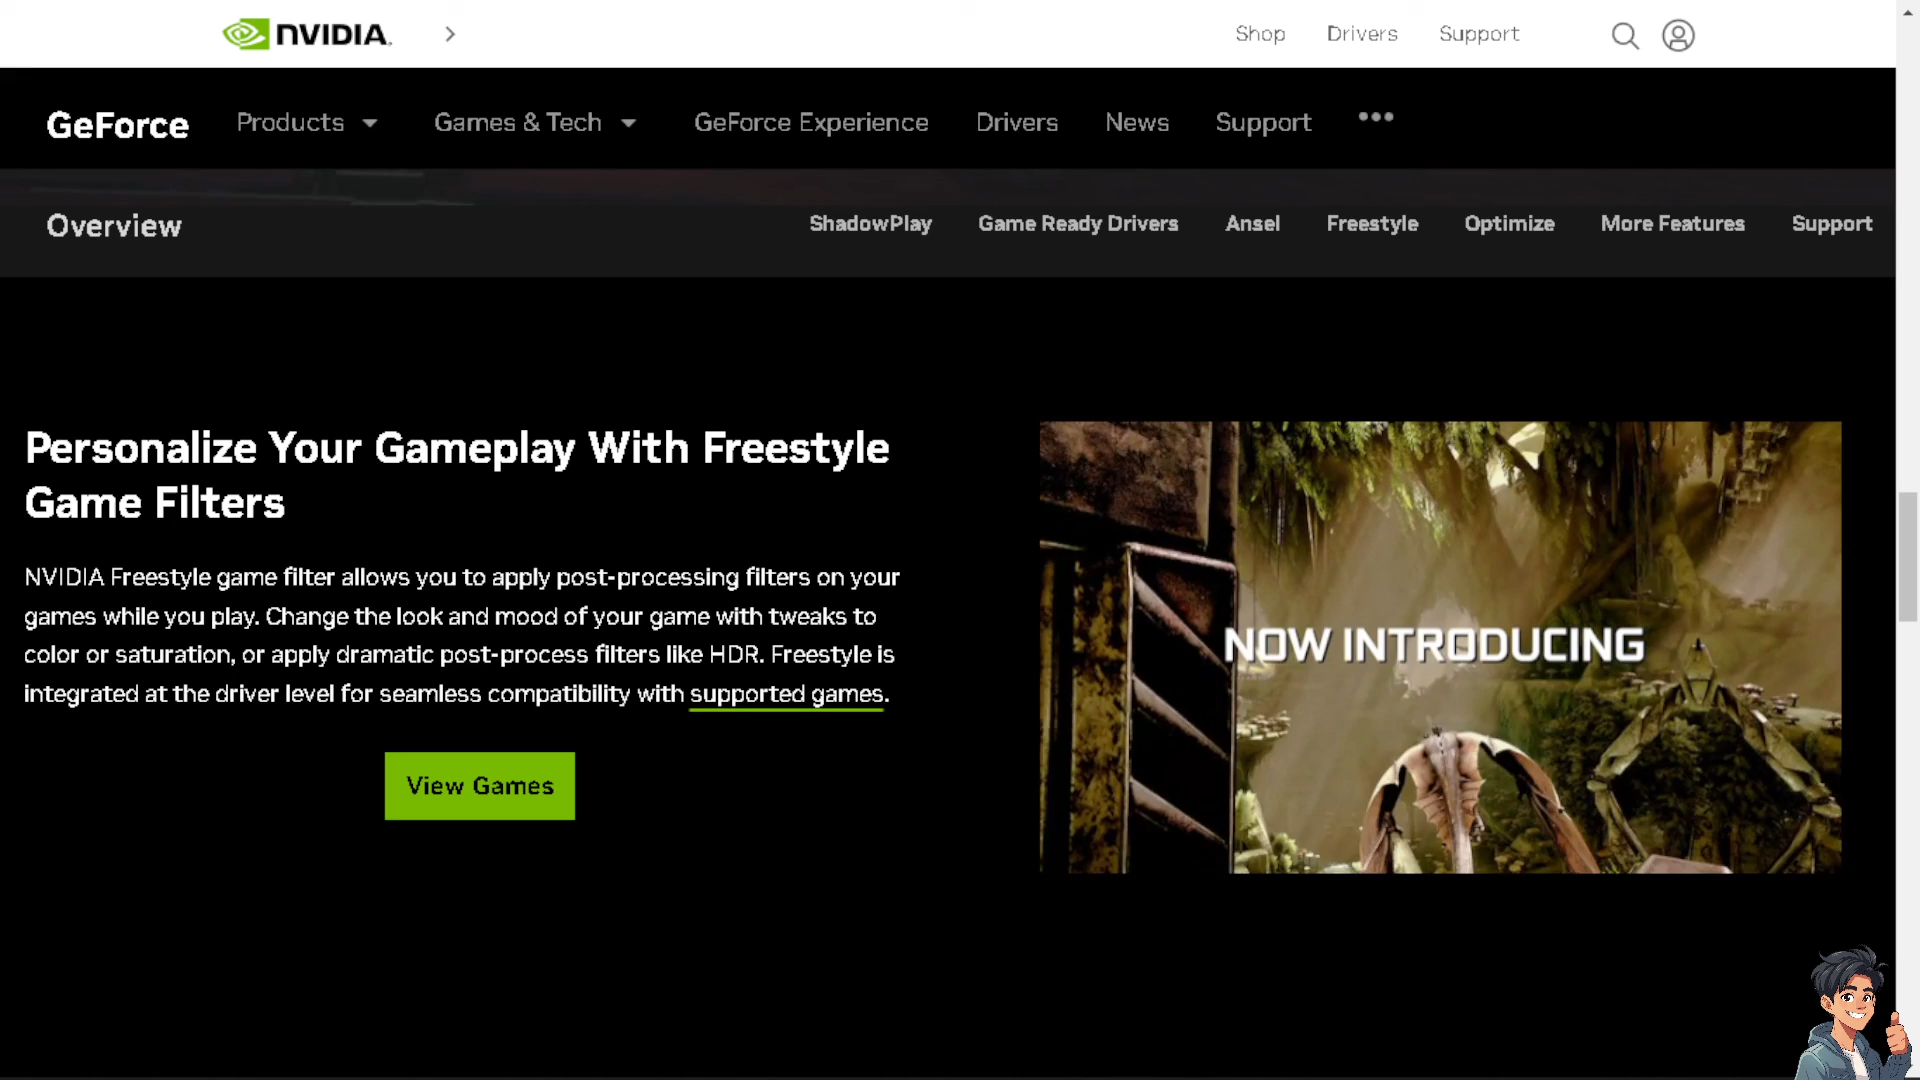 NVIDIA.
Shop Drivers Support
GeForce Products Games & Tech GeForce Experience Drivers News Support •••
Overview ShadowPlay Game Ready Drivers Ansel Freestyle Optimize More Features Support
Personalize Your Gameplay With Freestyle
Game Filters
NVIDIA Freestyle game filter allows you to apply post-processing filters on your
games while you play. Change the look and mood of your game with tweaks to
color or saturation, or apply dramatic post-process filters like HDR. Freestyle is
integrated at the driver level for seamless compatibility with supported games.
View Games
NOW INTRODUCING